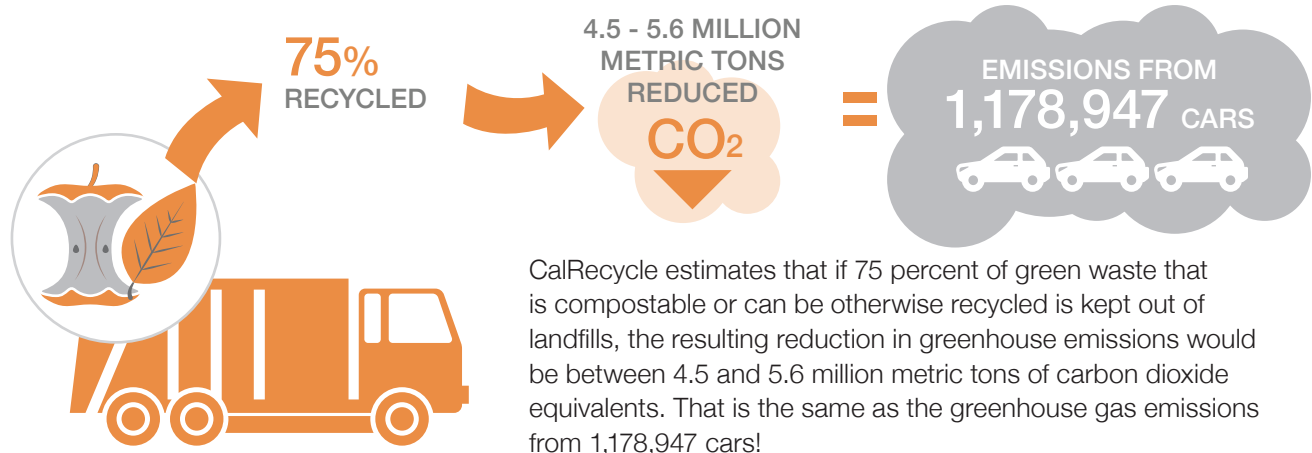 75%
RECYCLED
4.5 - 5.6 MILLION
METRIC TONS
REDUCED
CO₂
=
EMISSIONS FROM
1,178,947 CARS
CalRecycle estimates that if 75 percent of green waste that
is compostable or can be otherwise recycled is kept out of
landfills, the resulting reduction in greenhouse emissions would
be between 4.5 and 5.6 million metric tons of carbon dioxide
equivalents. That is the same as the greenhouse gas emissions
from 1,178,947 cars!